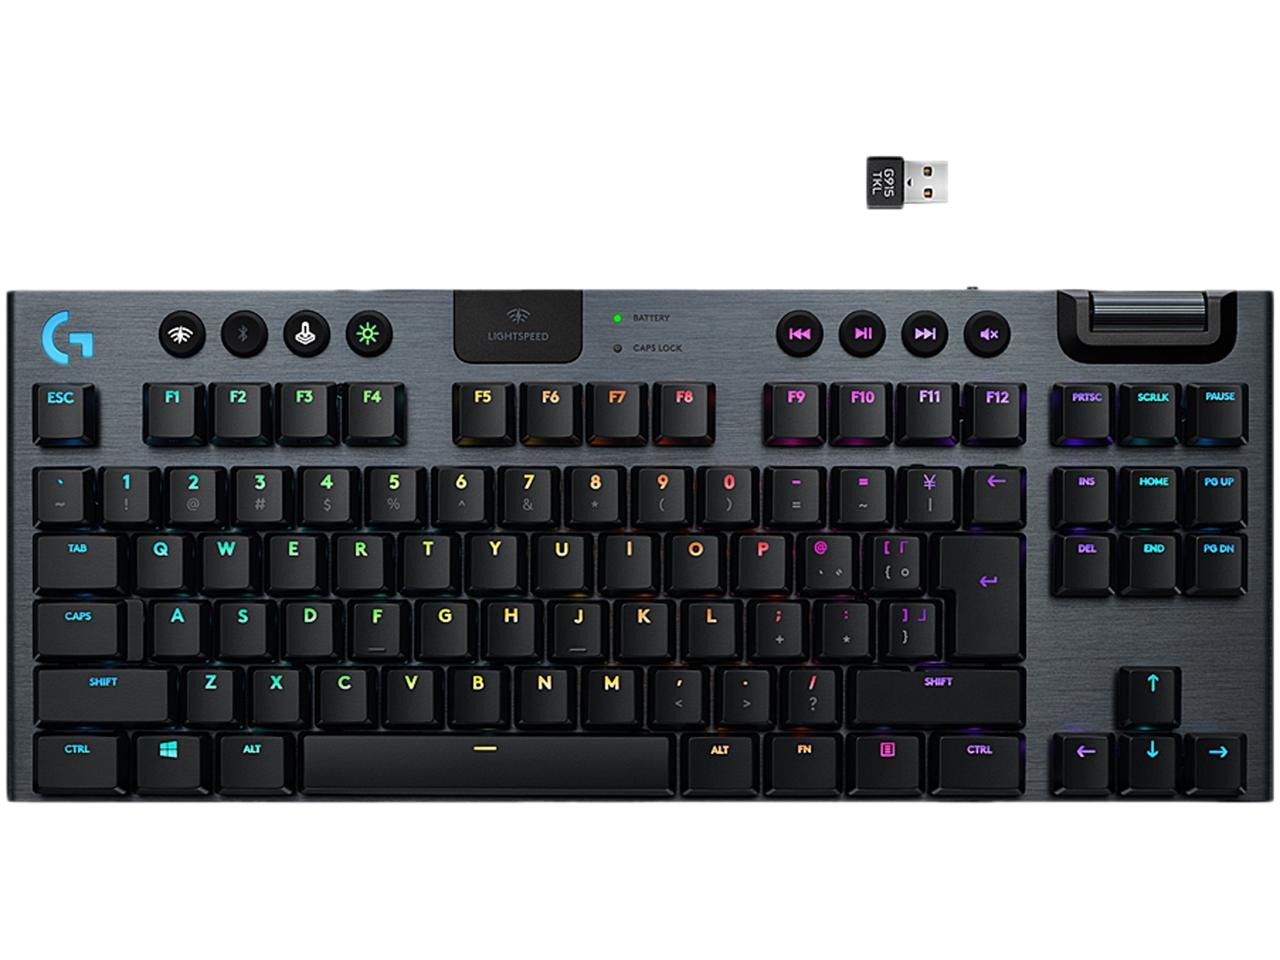 G915
TKL
LIGHTSPEED
BATTERY
CAPS LOCK
ESC F1 F2 F3 F4 F5 F6 F7 F8 F9 F10 F11 F12 PRTSC SCRLK PAUSE
` 1 2 3 4 5 6 7 8 9 0 - = ¥ ← INS HOME PG UP
~ ! @ # $ % ^ & * ( ) = ~ |
TAB Q W E R T Y U I O P @ [ 「 DEL END PG DN
{ ○
CAPS A S D F G H J K L ; : ] 」
+ * }
SHIFT Z X C V B N M , . / SHIFT ↑
< > ?
CTRL ALT ALT FN CTRL ← ↓ →